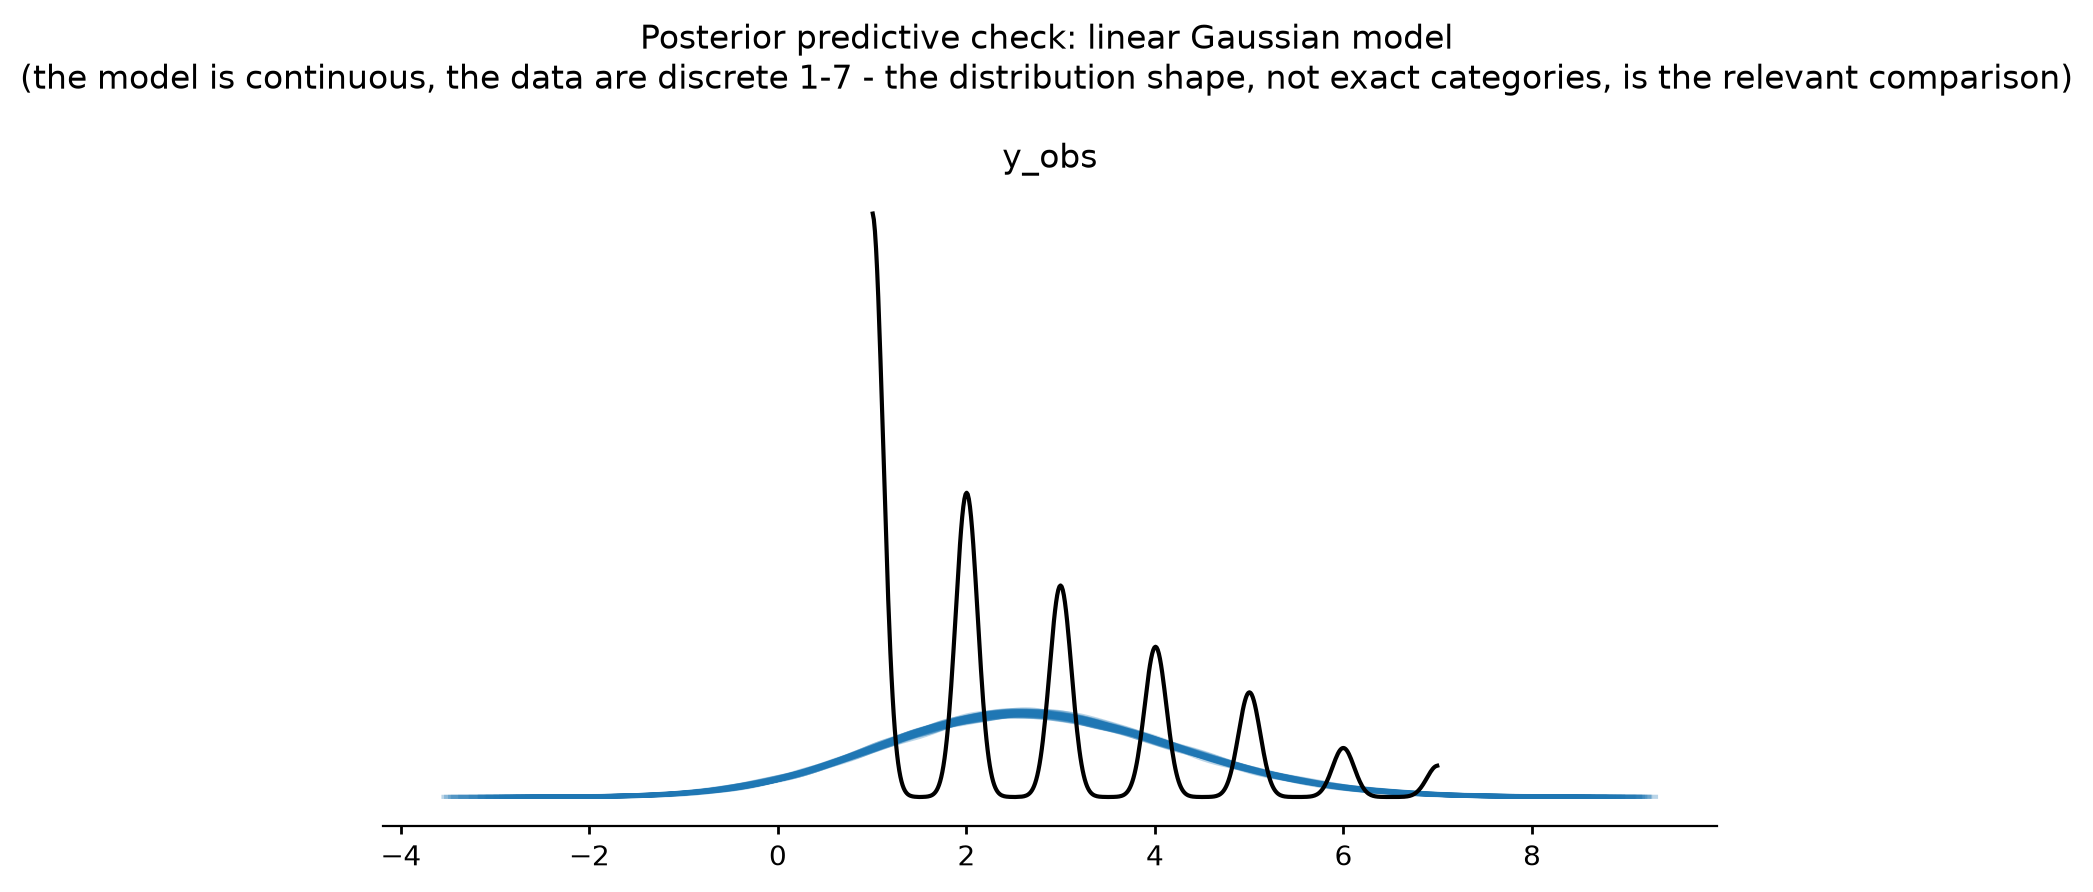 Posterior predictive check: linear Gaussian model
(the model is continuous, the data are discrete 1-7 - the distribution shape, not exact categories, is the relevant comparison)
y_obs
−4 −2 0 2 4 6 8